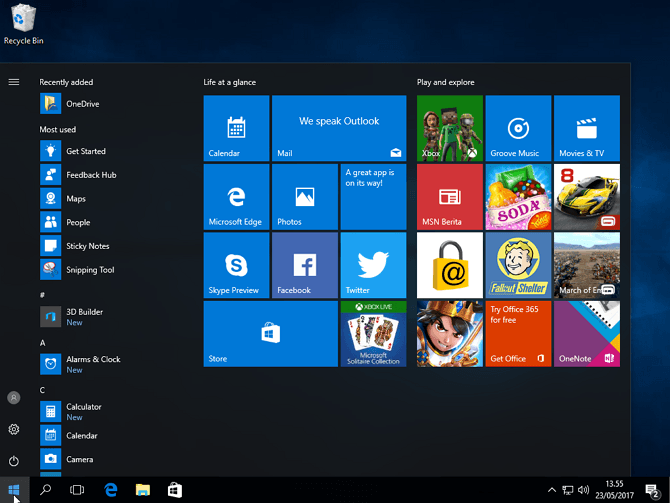 Recycle Bin
Recently added
OneDrive
Most used
Get Started
Feedback Hub
Maps
People
Sticky Notes
Snipping Tool
#
3D Builder
New
A
Alarms & Clock
New
C
Calculator
New
Calendar
Camera
Life at a glance
Calendar
We speak Outlook
Mail
Microsoft Edge
Photos
A great app is
on its way!
Skype Preview
Facebook
Twitter
Store
XBOX LIVE
Microsoft
Solitaire Collection
Play and explore
Xbox
Groove Music
Movies & TV
MSN Berita
SODA
8
@
Fallout Shelter
March of Em
Try Office 365
for free
Get Office
OneNote
13.55
23/05/2017
2